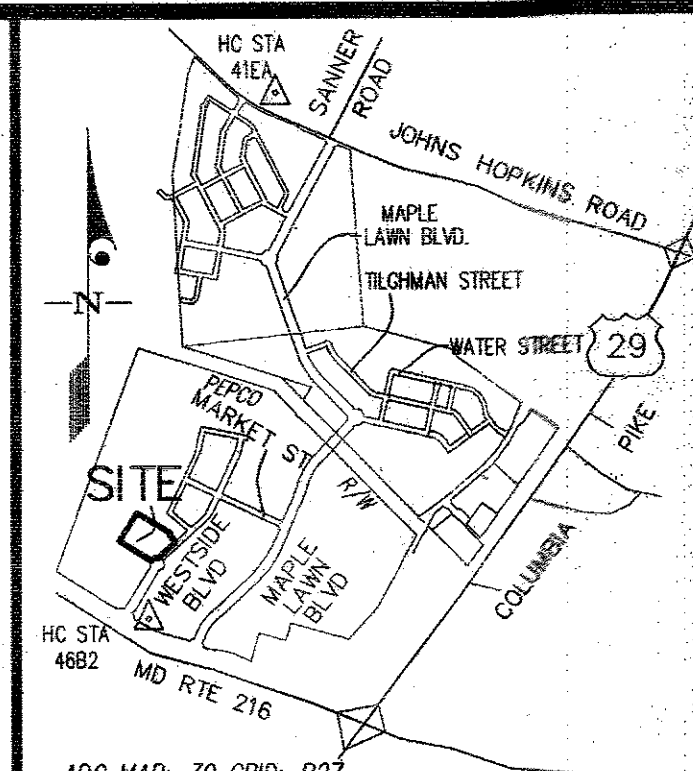 HC STA
41EA
SANNER
ROAD
JOHNS HOPKINS ROAD
MAPLE
LAWN BLVD.
TILGHMAN STREET
N
WATER STREET
29
PEPCO
MARKET ST
R/W
PIKE
SITE
WESTSIDE
BLVD
MAPLE
LAWN
BLVD
COLUMBIA
HC STA
46B2
MD RTE 216